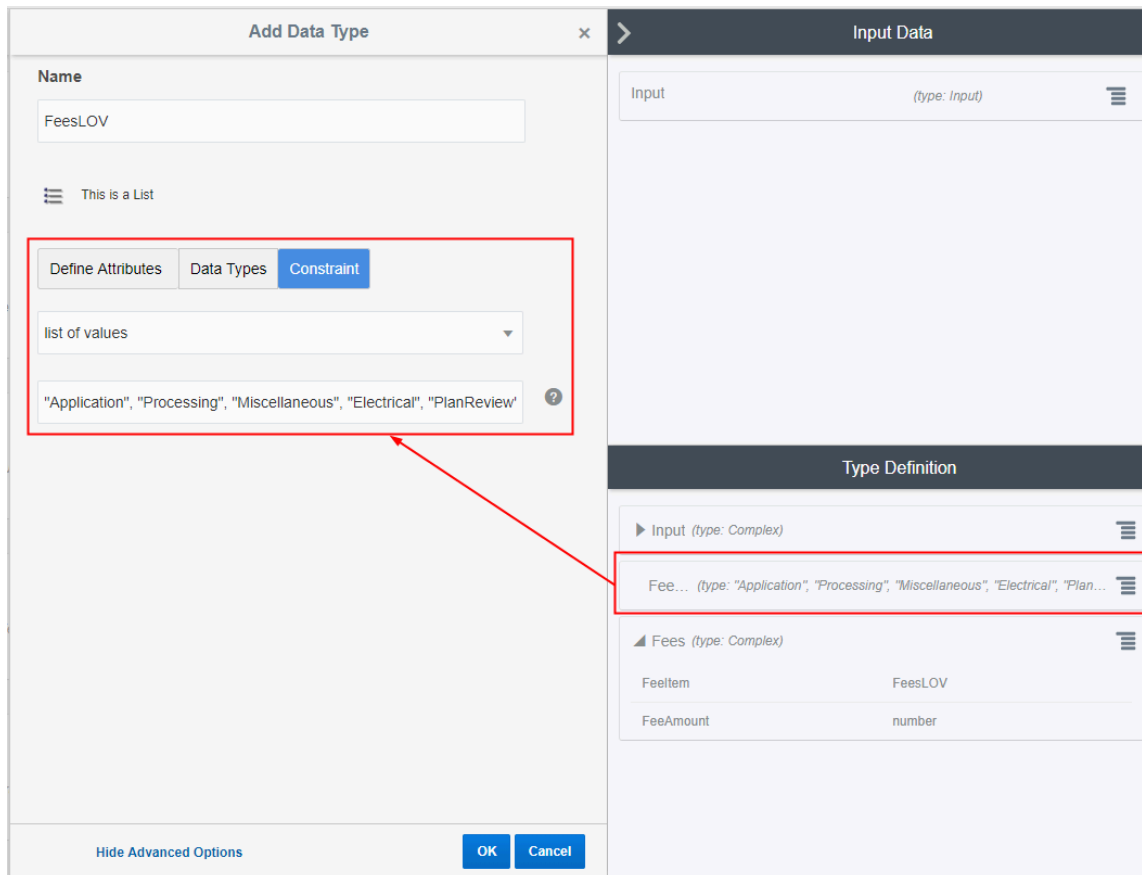 Add Data Type
×
Name
FeesLOV
This is a List
Define Attributes Data Types Constraint
list of values
"Application", "Processing", "Miscellaneous", "Electrical", "PlanReview"
?
Hide Advanced Options
OK Cancel
Input Data
Input (type: Input)
Type Definition
Input (type: Complex)
Fee... (type: "Application", "Processing", "Miscellaneous", "Electrical", "Plan...
Fees (type: Complex)
FeeItem FeesLOV
FeeAmount number